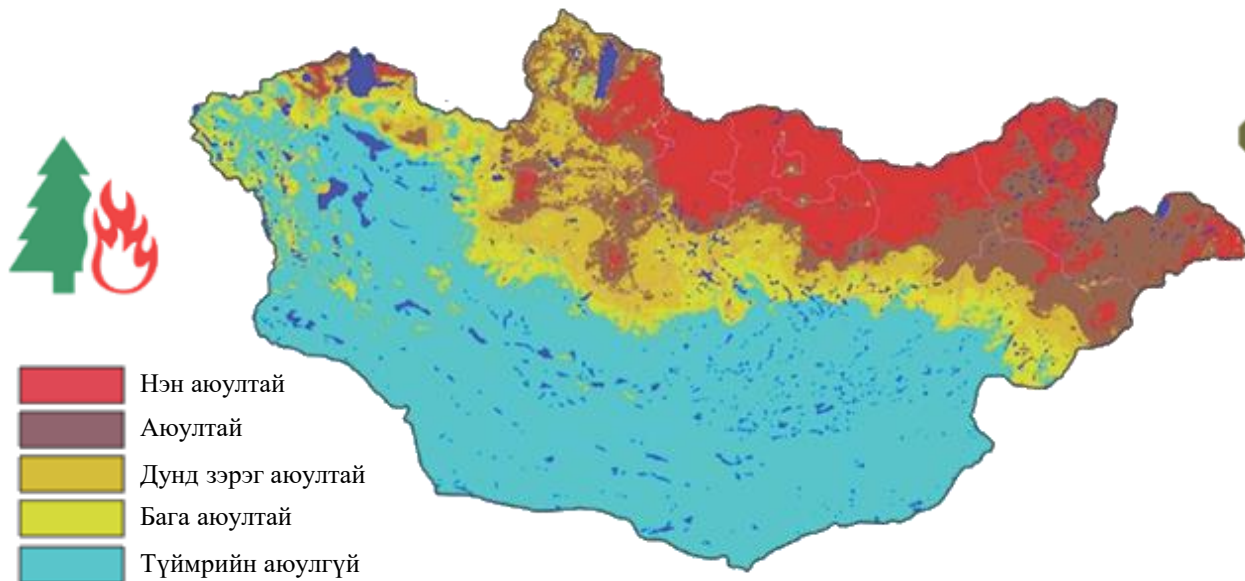 Нэн аюултай
Аюултай
Дунд зэрэг аюултай
Бага аюултай
Түймрийн аюулгүй